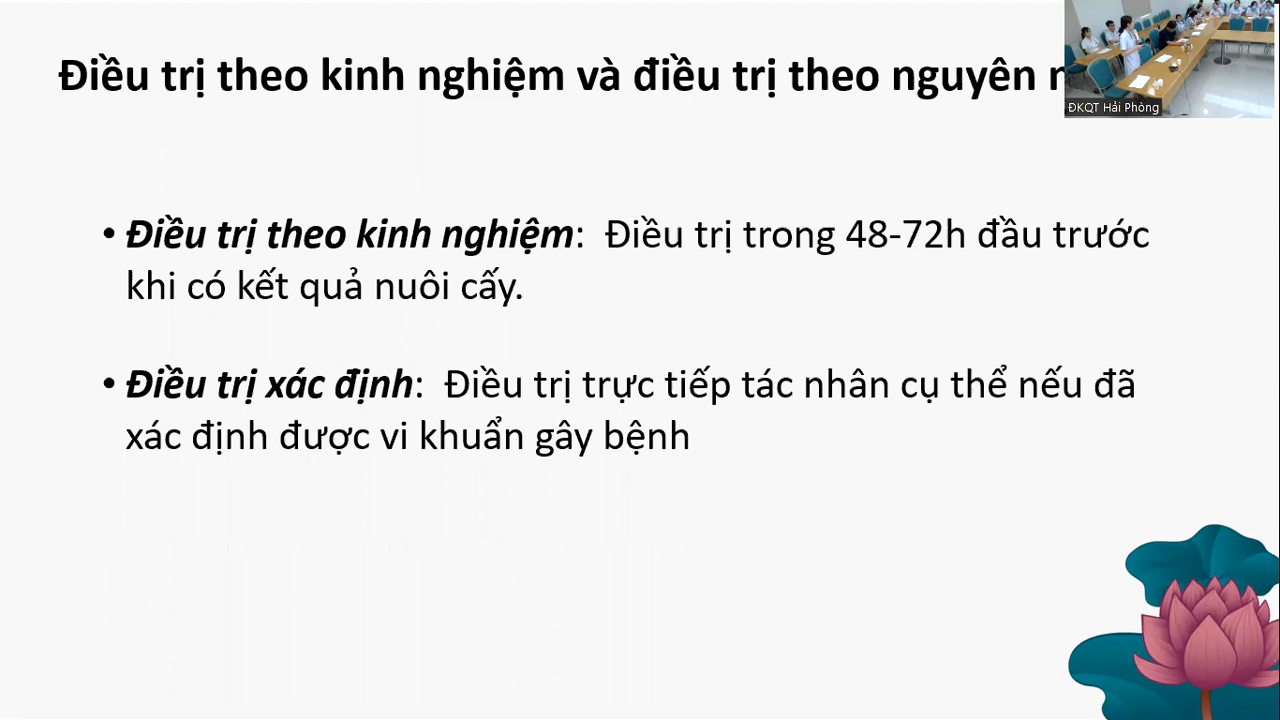 Điều trị theo kinh nghiệm và điều trị theo nguyên
ĐKQT Hải Phòng
• Điều trị theo kinh nghiệm: Điều trị trong 48-72h đầu trước
khi có kết quả nuôi cấy.
• Điều trị xác định: Điều trị trực tiếp tác nhân cụ thể nếu đã
xác định được vi khuẩn gây bệnh